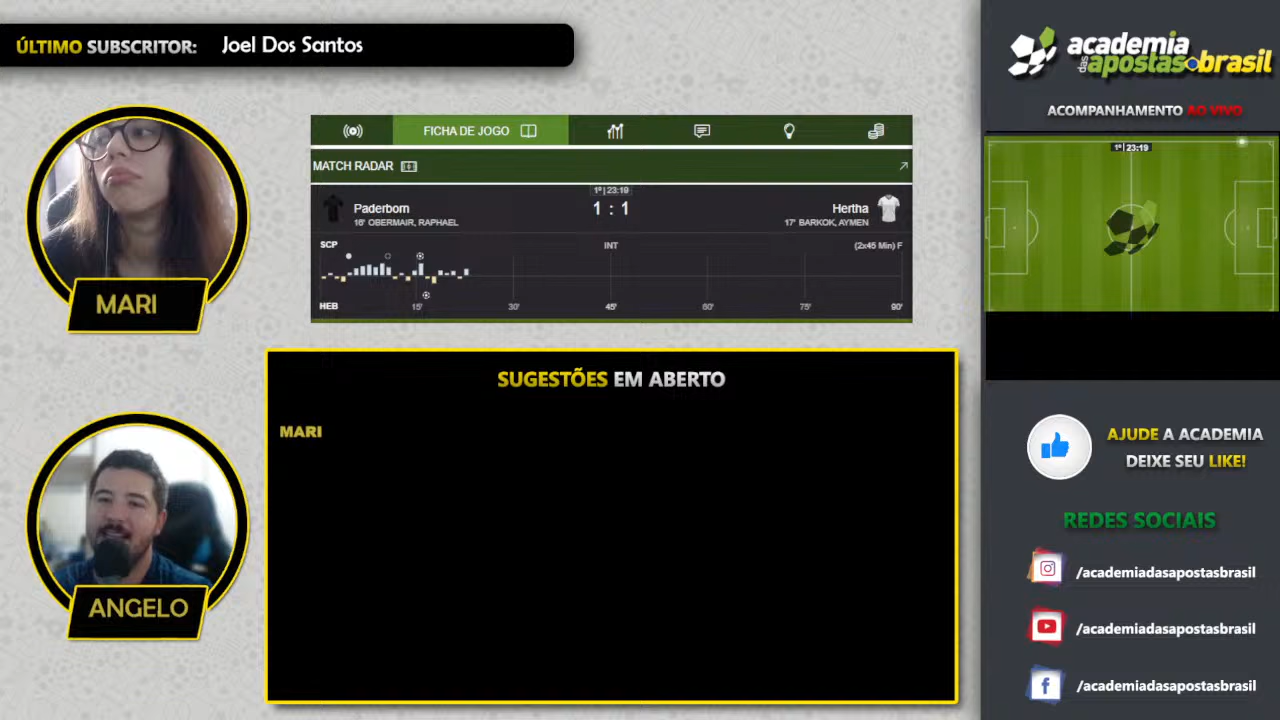 ÚLTIMO SUBSCRITOR: Joel Dos Santos
academia
das apostas brasil
ACOMPANHAMENTO AO VIVO
1º| 23:19
FICHA DE JOGO
MATCH RADAR
1º| 23:19
Paderborn 1 : 1 Hertha
16' OBERMAIR, RAPHAEL 17' BARKOK, AYMEN
SCP INT (2x45 Min) F
HEB 15' 30' 45' 60' 75' 90'
MARI
SUGESTÕES EM ABERTO
MARI
ANGELO
AJUDE A ACADEMIA
DEIXE SEU LIKE!
REDES SOCIAIS
/academiadasapostasbrasil
/academiadasapostasbrasil
/academiadasapostasbrasil